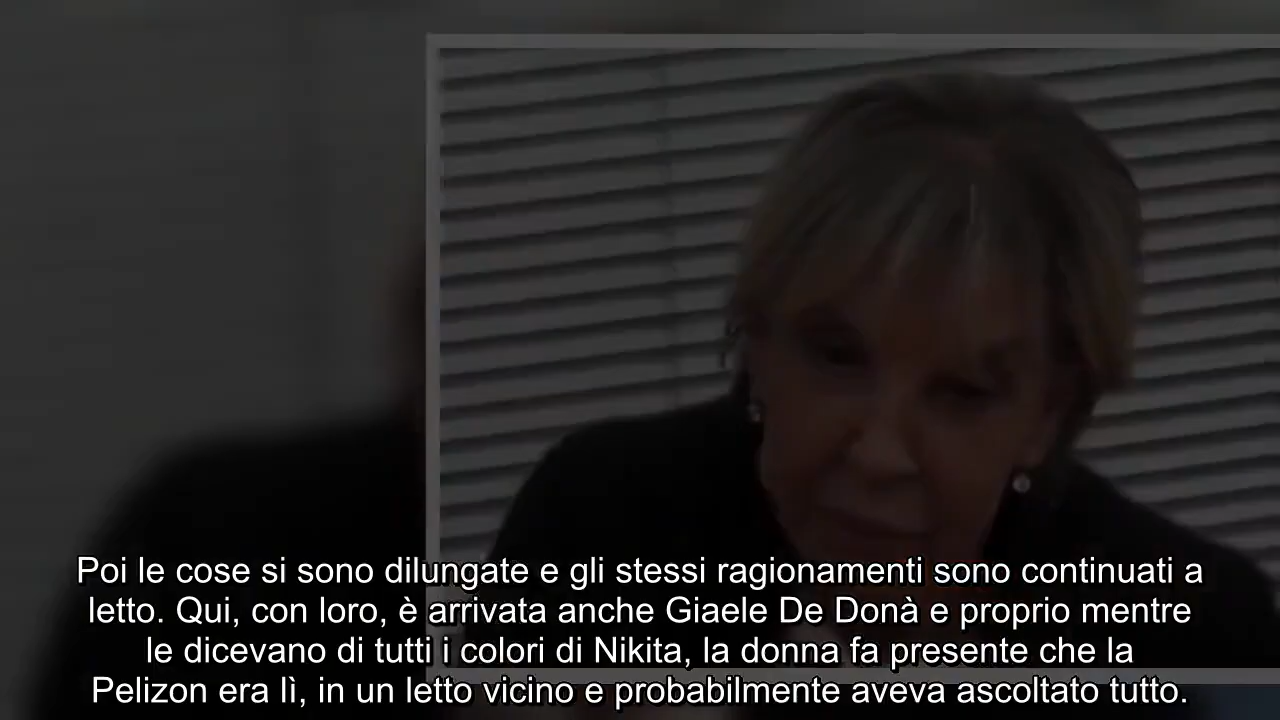 Poi le cose si sono dilungate e gli stessi ragionamenti sono continuati a
letto. Qui, con loro, è arrivata anche Giaele De Donà e proprio mentre
le dicevano di tutti i colori di Nikita, la donna fa presente che la
Pelizon era lì, in un letto vicino e probabilmente aveva ascoltato tutto.